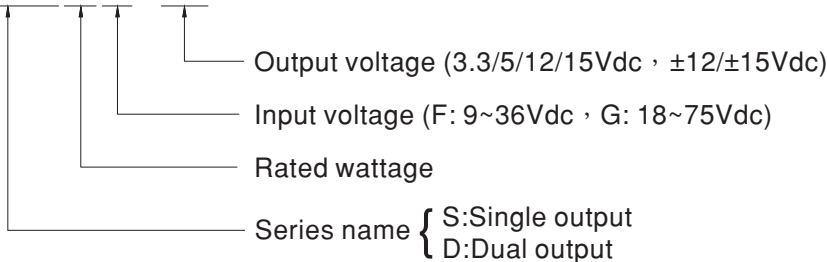 Output voltage (3.3/5/12/15Vdc，±12/±15Vdc)
Input voltage (F: 9~36Vdc，G: 18~75Vdc)
Rated wattage
Series name { S:Single output
D:Dual output